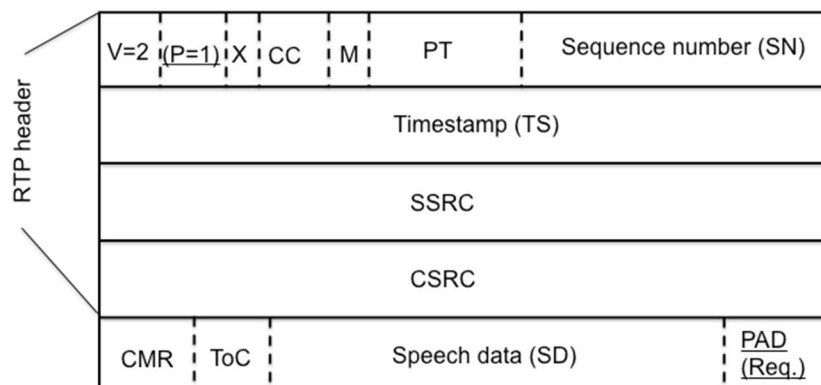 RTP header
V=2 (P=1) X CC M PT Sequence number (SN)
Timestamp (TS)
SSRC
CSRC
CMR ToC Speech data (SD) PAD
(Req.)